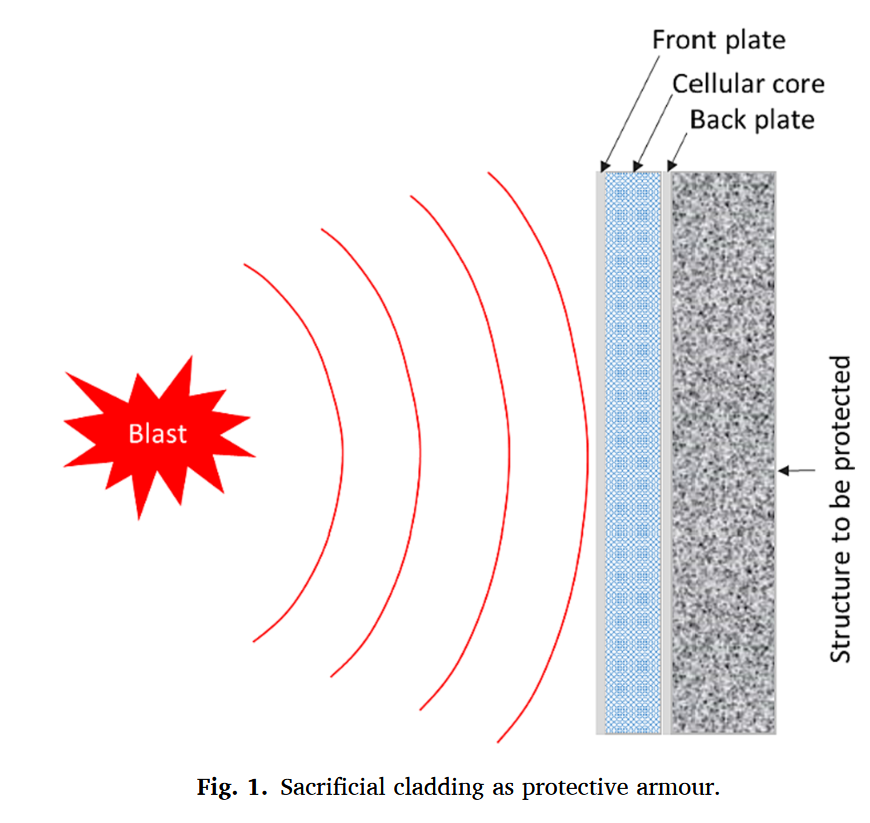 Front plate
Cellular core
Back plate
Blast
Structure to be protected
Fig. 1. Sacrificial cladding as protective armour.